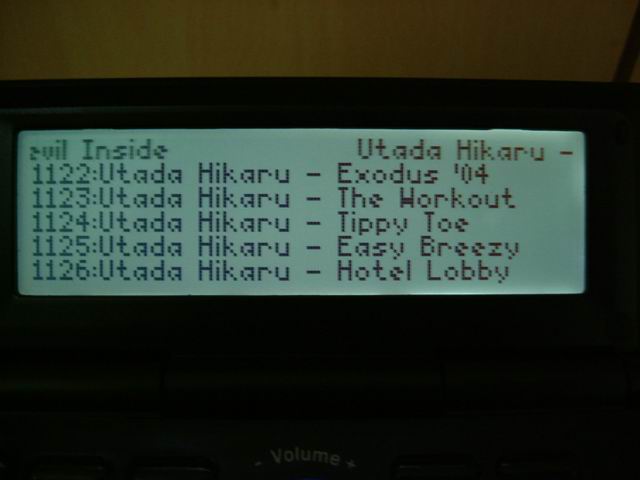 evil Inside Utada Hikaru -
1122:Utada Hikaru - Exodus '04
1123:Utada Hikaru - The Workout
1124:Utada Hikaru - Tippy Toe
1125:Utada Hikaru - Easy Breezy
1126:Utada Hikaru - Hotel Lobby
- Volume +